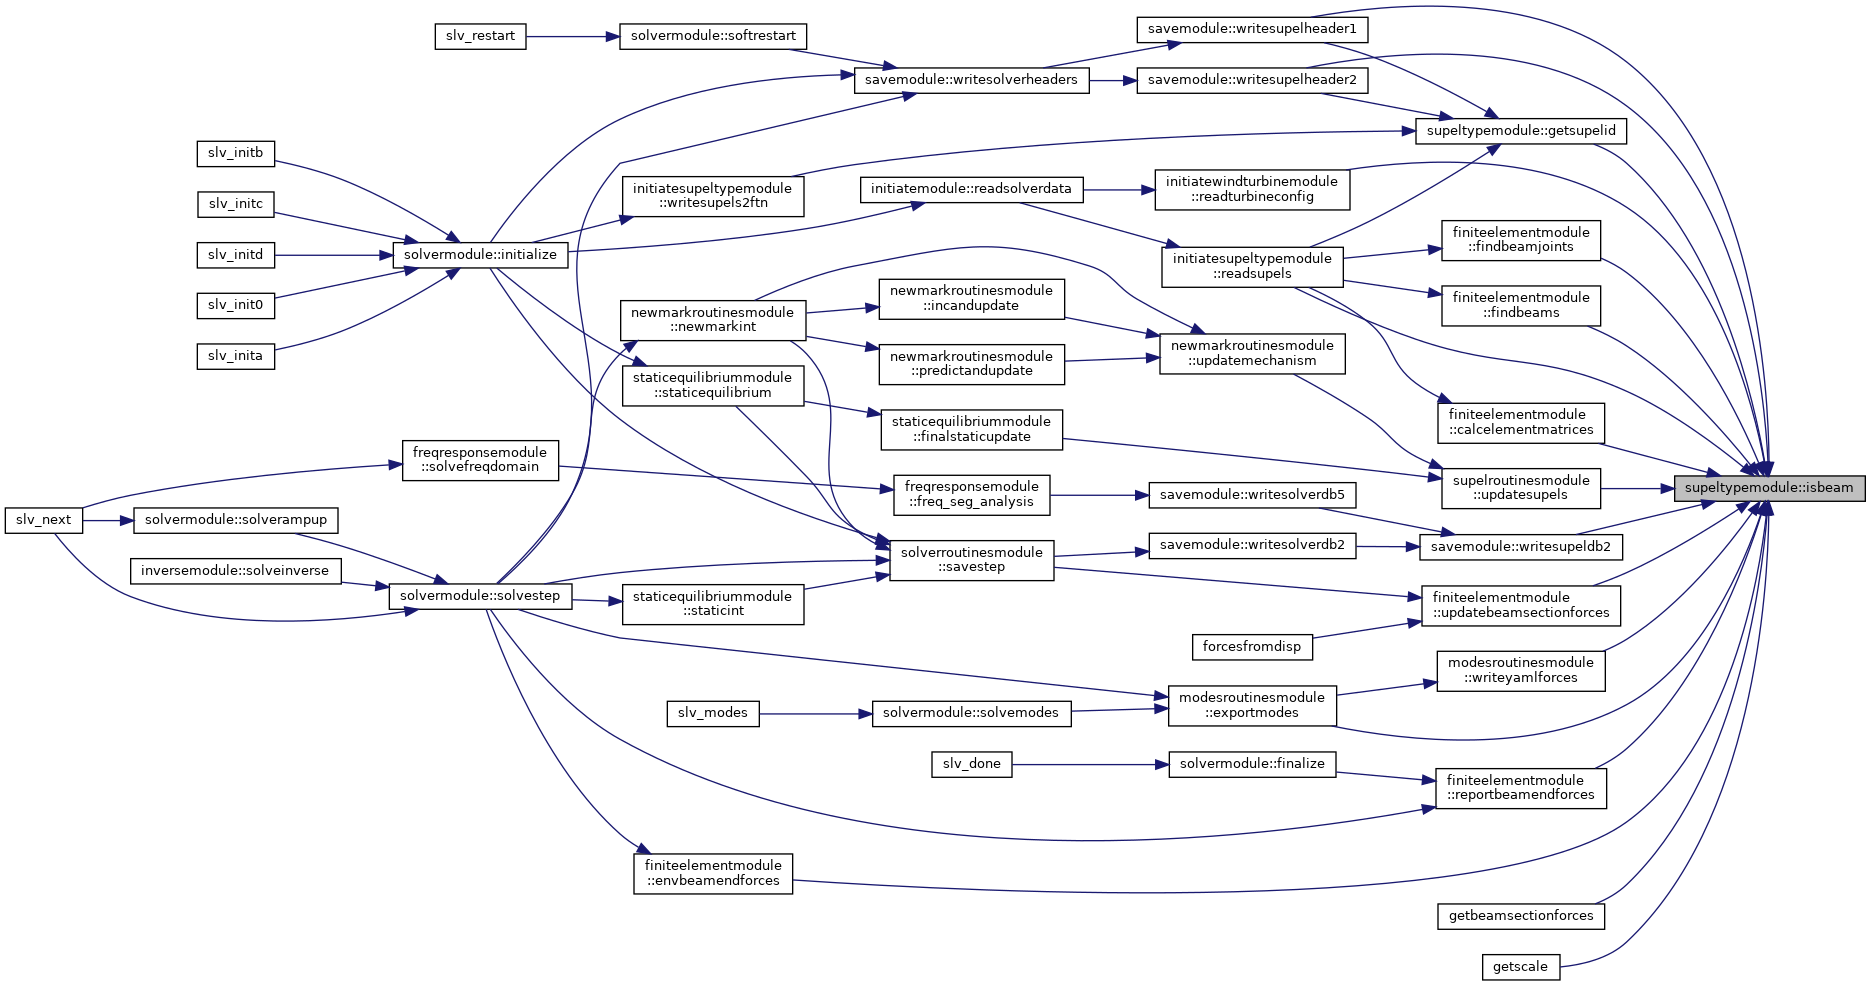 slv_restart
solvermodule::softrestart
savemodule::writesupelheader1
savemodule::writesolverheaders
savemodule::writesupelheader2
supeltypemodule::getsupelid
slv_initb
slv_initc
slv_initd
slv_init0
slv_inita
solvermodule::initialize
initiatesupeltypemodule
::writesupels2ftn
initiatemodule::readsolverdata
initiatewindturbinemodule
::readturbineconfig
initiatesupeltypemodule
::readsupels
finiteelementmodule
::findbeamjoints
finiteelementmodule
::findbeams
newmarkroutinesmodule
::newmarkint
newmarkroutinesmodule
::incandupdate
newmarkroutinesmodule
::predictandupdate
newmarkroutinesmodule
::updatemechanism
staticequilibriummodule
::staticequilibrium
staticequilibriummodule
::finalstaticupdate
finiteelementmodule
::calcelementmatrices
supelroutinesmodule
::updatesupels
supeltypemodule::isbeam
freqresponsemodule
::solvefreqdomain
freqresponsemodule
::freq_seg_analysis
savemodule::writesolverdb5
slv_next
solvermodule::solverampup
inversemodule::solveinverse
solvermodule::solvestep
solverroutinesmodule
::savestep
savemodule::writesolverdb2
savemodule::writesupeldb2
staticequilibriummodule
::staticint
finiteelementmodule
::updatebeamsectionforces
forcesfromdisp
modesroutinesmodule
::writeyamlforces
slv_modes
solvermodule::solvemodes
modesroutinesmodule
::exportmodes
slv_done
solvermodule::finalize
finiteelementmodule
::reportbeamendforces
finiteelementmodule
::envbeamendforces
getbeamsectionforces
getscale